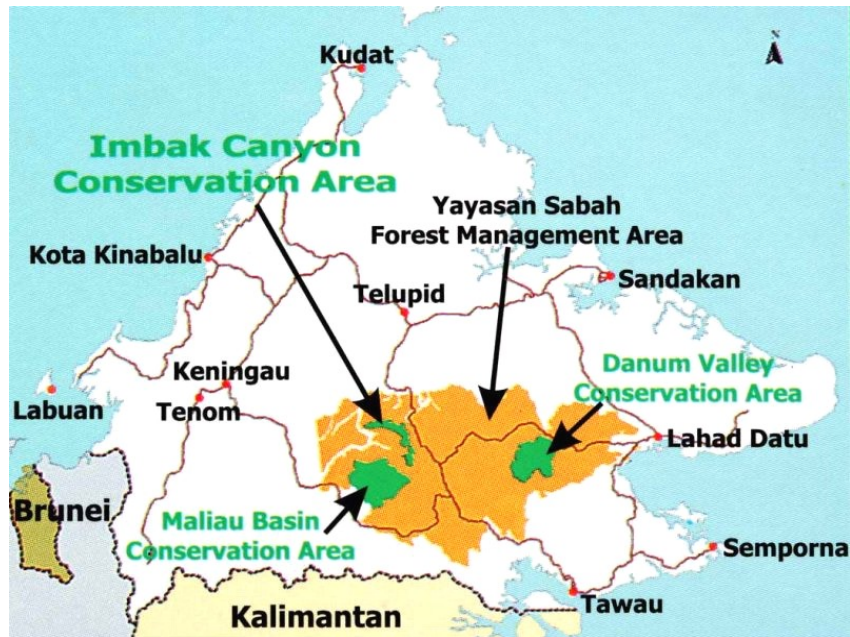 N
Kudat
Imbak Canyon
Conservation Area
Yayasan Sabah
Forest Management Area
Kota Kinabalu
Sandakan
Telupid
Danum Valley
Conservation Area
Keningau
Labuan
Tenom
Lahad Datu
Brunei
Maliau Basin
Conservation Area
Semporna
Kalimantan
Tawau